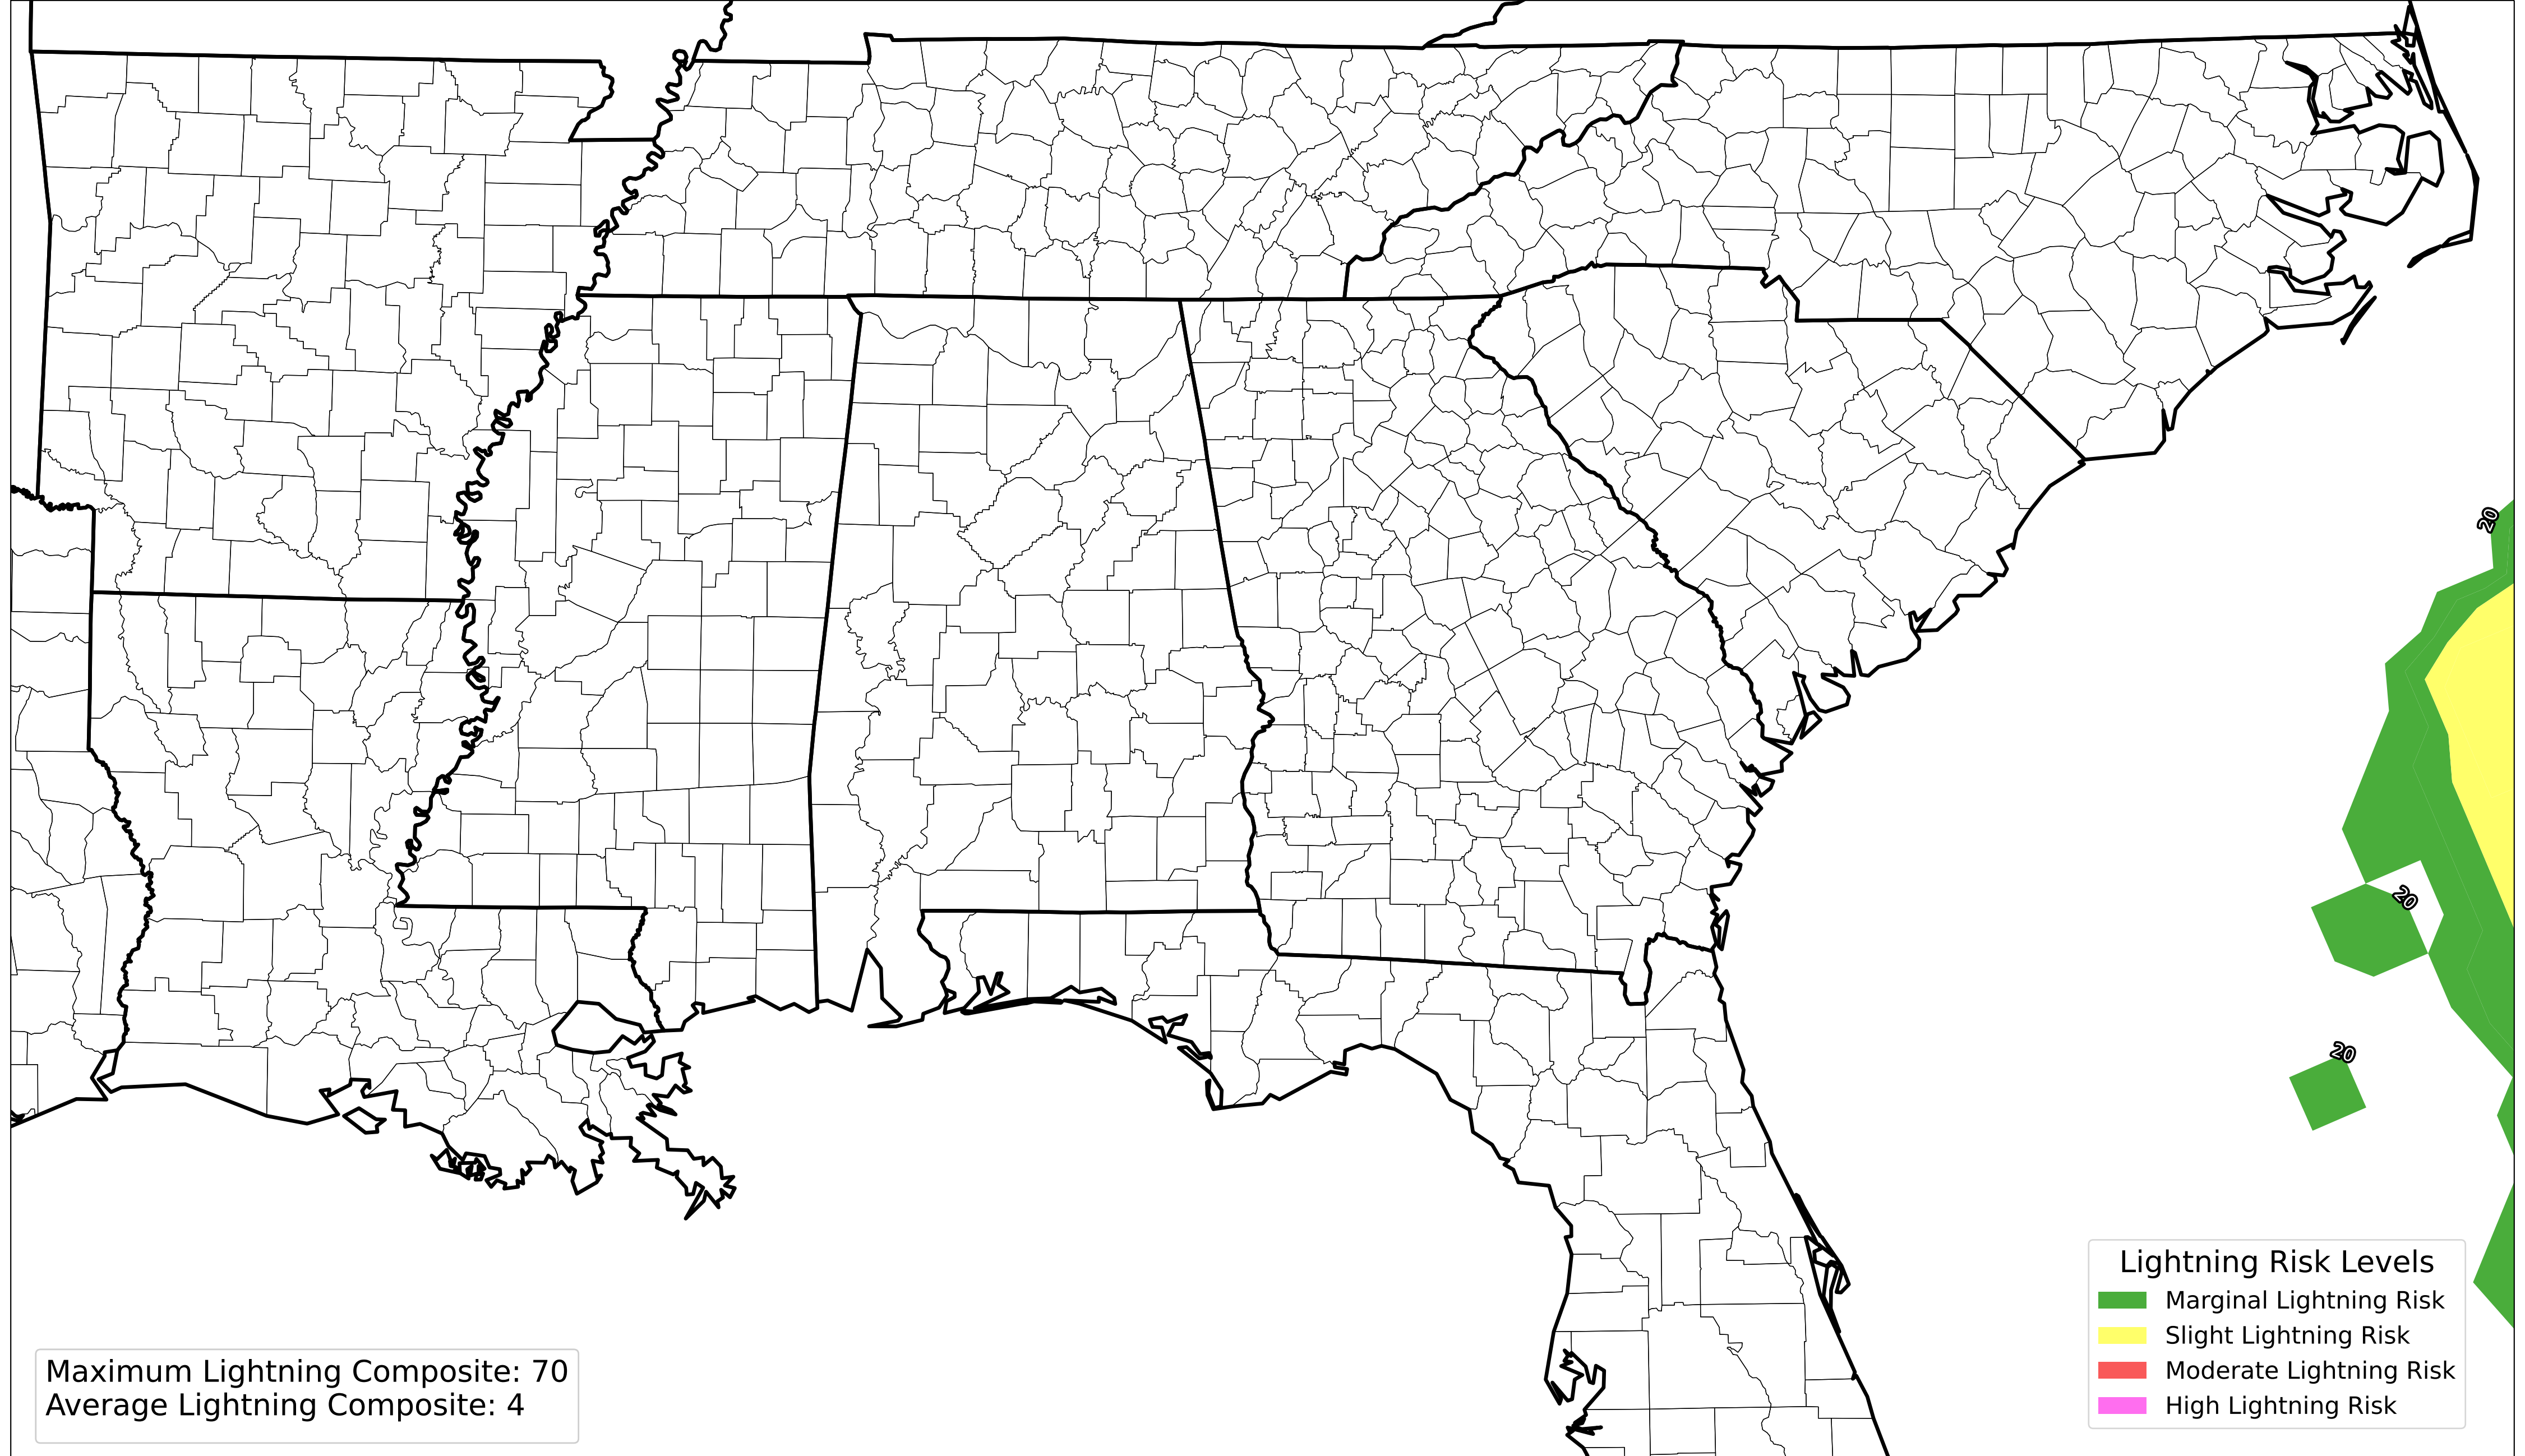 20
20
20
Lightning Risk Levels
Marginal Lightning Risk
Slight Lightning Risk
Moderate Lightning Risk
High Lightning Risk
Maximum Lightning Composite: 70
Average Lightning Composite: 4